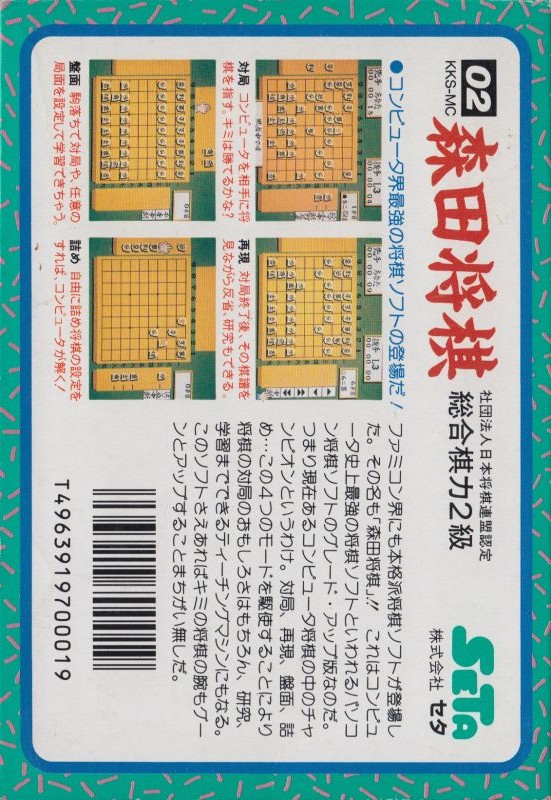 02
KKS-MC
森田将棋
社団法人日本将棋連盟認定
総合棋力2級
SETA
株式会社 セタ
●コンピュータ界最強の将棋ソフトの登場だ!
対局 コンピュータを相手に将
棋を指す。キミは勝てるかな?
再現 対局終了後、その棋譜を
見ながら反省、研究もできる。
盤面 駒落ちで対局や、任意の
局面を設定して学習できちゃう。
詰め 自由に詰め将棋の設定を
すれば、コンピュータが解く!
ファミコン界にも本格派将棋ソフトが登場し
た。その名も「森田将棋」!! これはコンピュ
ータ史上最強の将棋ソフトといわれるパソコ
ン将棋ソフトのグレード・アップ版なのだ。
つまり現在あるコンピュータ将棋の中のチャ
ンピオンというわけ。対局、再現、盤面、詰
め…この4つのモードを駆使することにより
将棋の対局のおもしろさはもちろん、研究、
学習までできるティーチングマシンにもなる。
このソフトさえあればキミの将棋の腕もグー
ンとアップすることまちがい無しだ。
T4963919700019